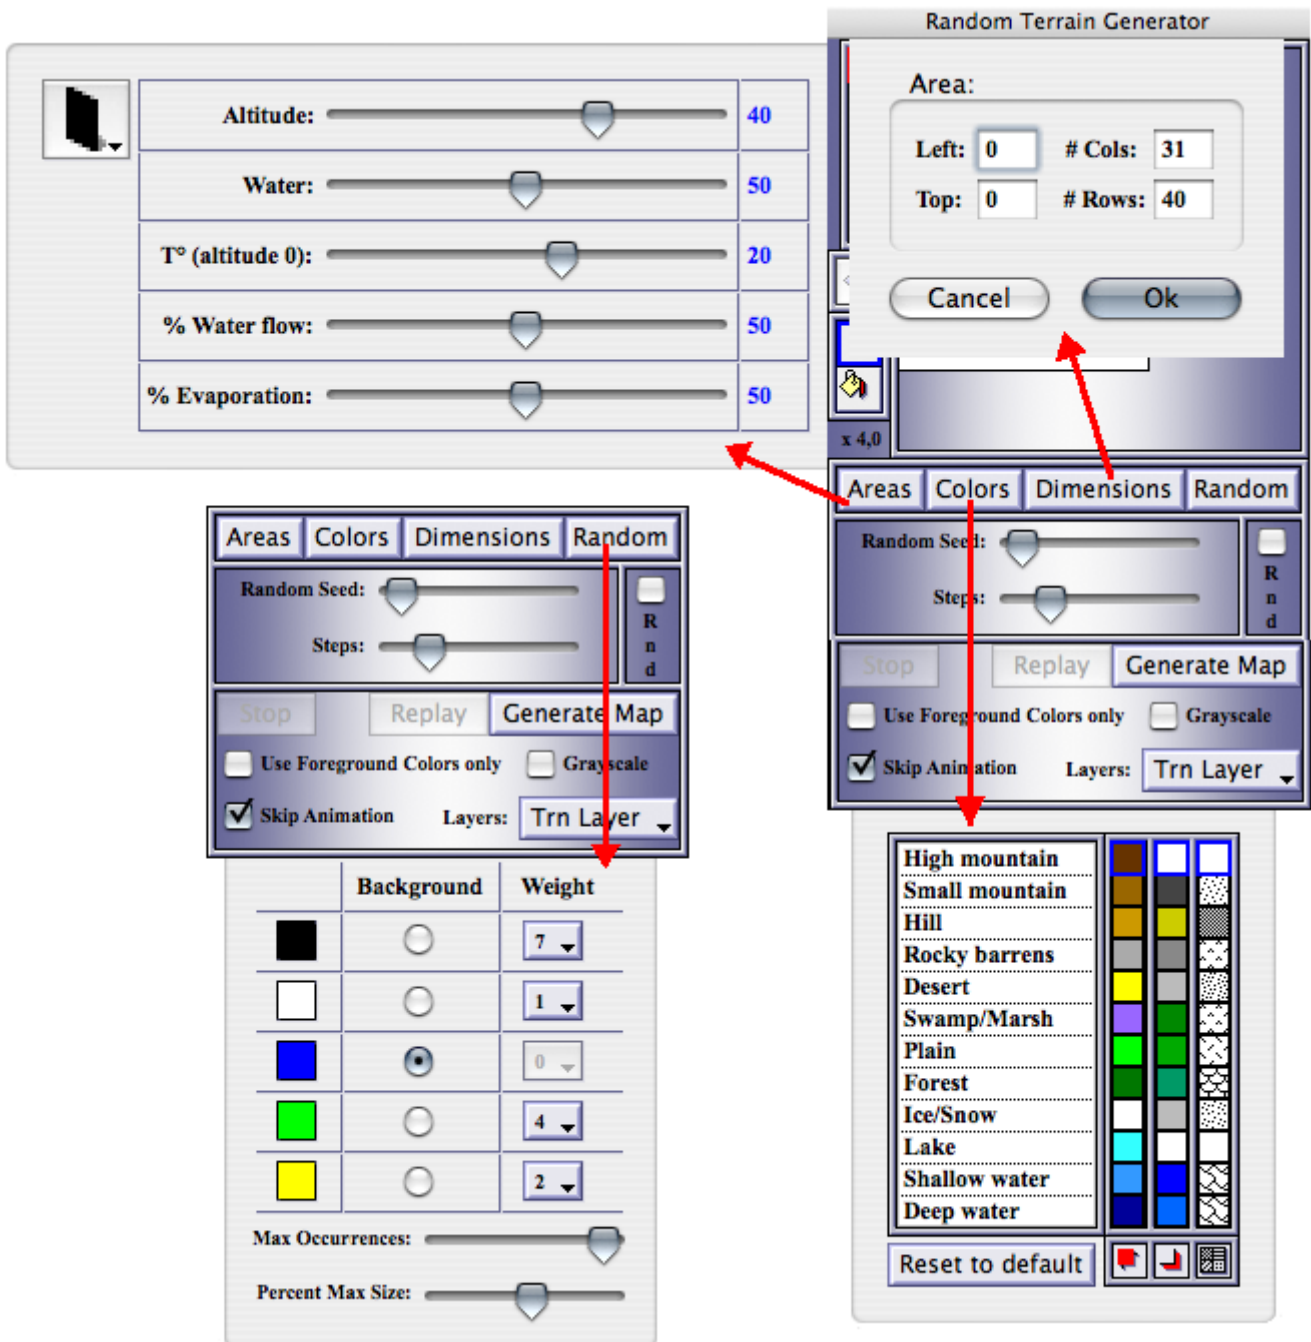 Random Terrain Generator
Area:
Left: 0 # Cols: 31
Top: 0 # Rows: 40
Cancel Ok
Altitude: 40
Water: 50
T° (altitude 0): 20
% Water flow: 50
% Evaporation: 50
x 4,0
Areas Colors Dimensions Random
Random Seed:
Steps:
Rnd
Stop Replay Generate Map
Use Foreground Colors only Grayscale
Skip Animation Layers: Trn Layer
Areas Colors Dimensions Random
Random Seed:
Steps:
Rnd
Stop Replay Generate Map
Use Foreground Colors only Grayscale
Skip Animation Layers: Trn Layer
Background Weight
7
1
0
4
2
Max Occurrences:
Percent Max Size:
High mountain
Small mountain
Hill
Rocky barrens
Desert
Swamp/Marsh
Plain
Forest
Ice/Snow
Lake
Shallow water
Deep water
Reset to default